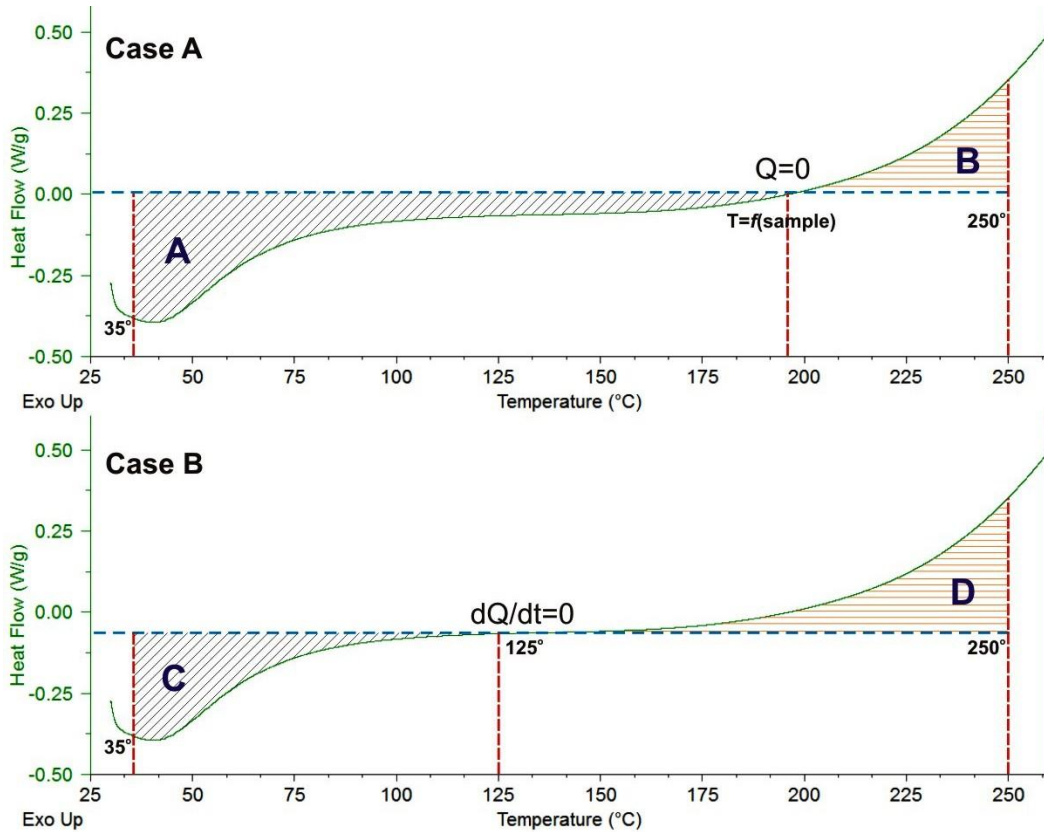 Case A
Heat Flow (W/g)
0.50
0.25
0.00
-0.25
-0.50
A
B
Q=0
T=f(sample)
35°
250°
25 50 75 100 125 150 175 200 225 250
Exo Up
Temperature (°C)
Case B
Heat Flow (W/g)
0.50
0.25
0.00
-0.25
-0.50
C
D
dQ/dt=0
125°
35°
250°
25 50 75 100 125 150 175 200 225 250
Exo Up
Temperature (°C)